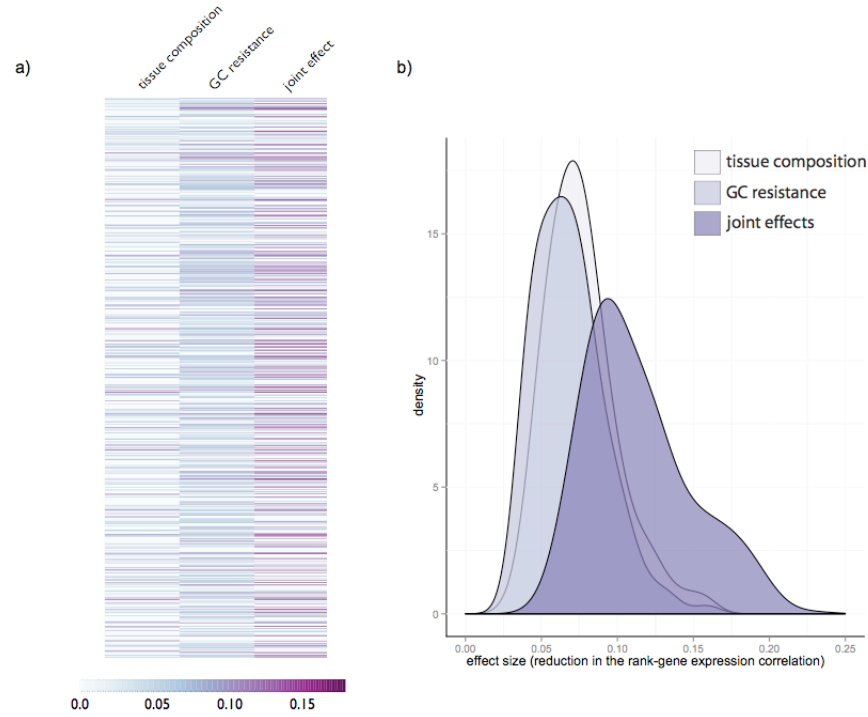 a)
tissue composition
GC resistance
joint effect
0.0
0.05
0.10
0.15
b)
tissue composition
GC resistance
joint effects
density
15
10
5
0
0.00
0.05
0.10
0.15
0.20
0.25
effect size (reduction in the rank-gene expression correlation)